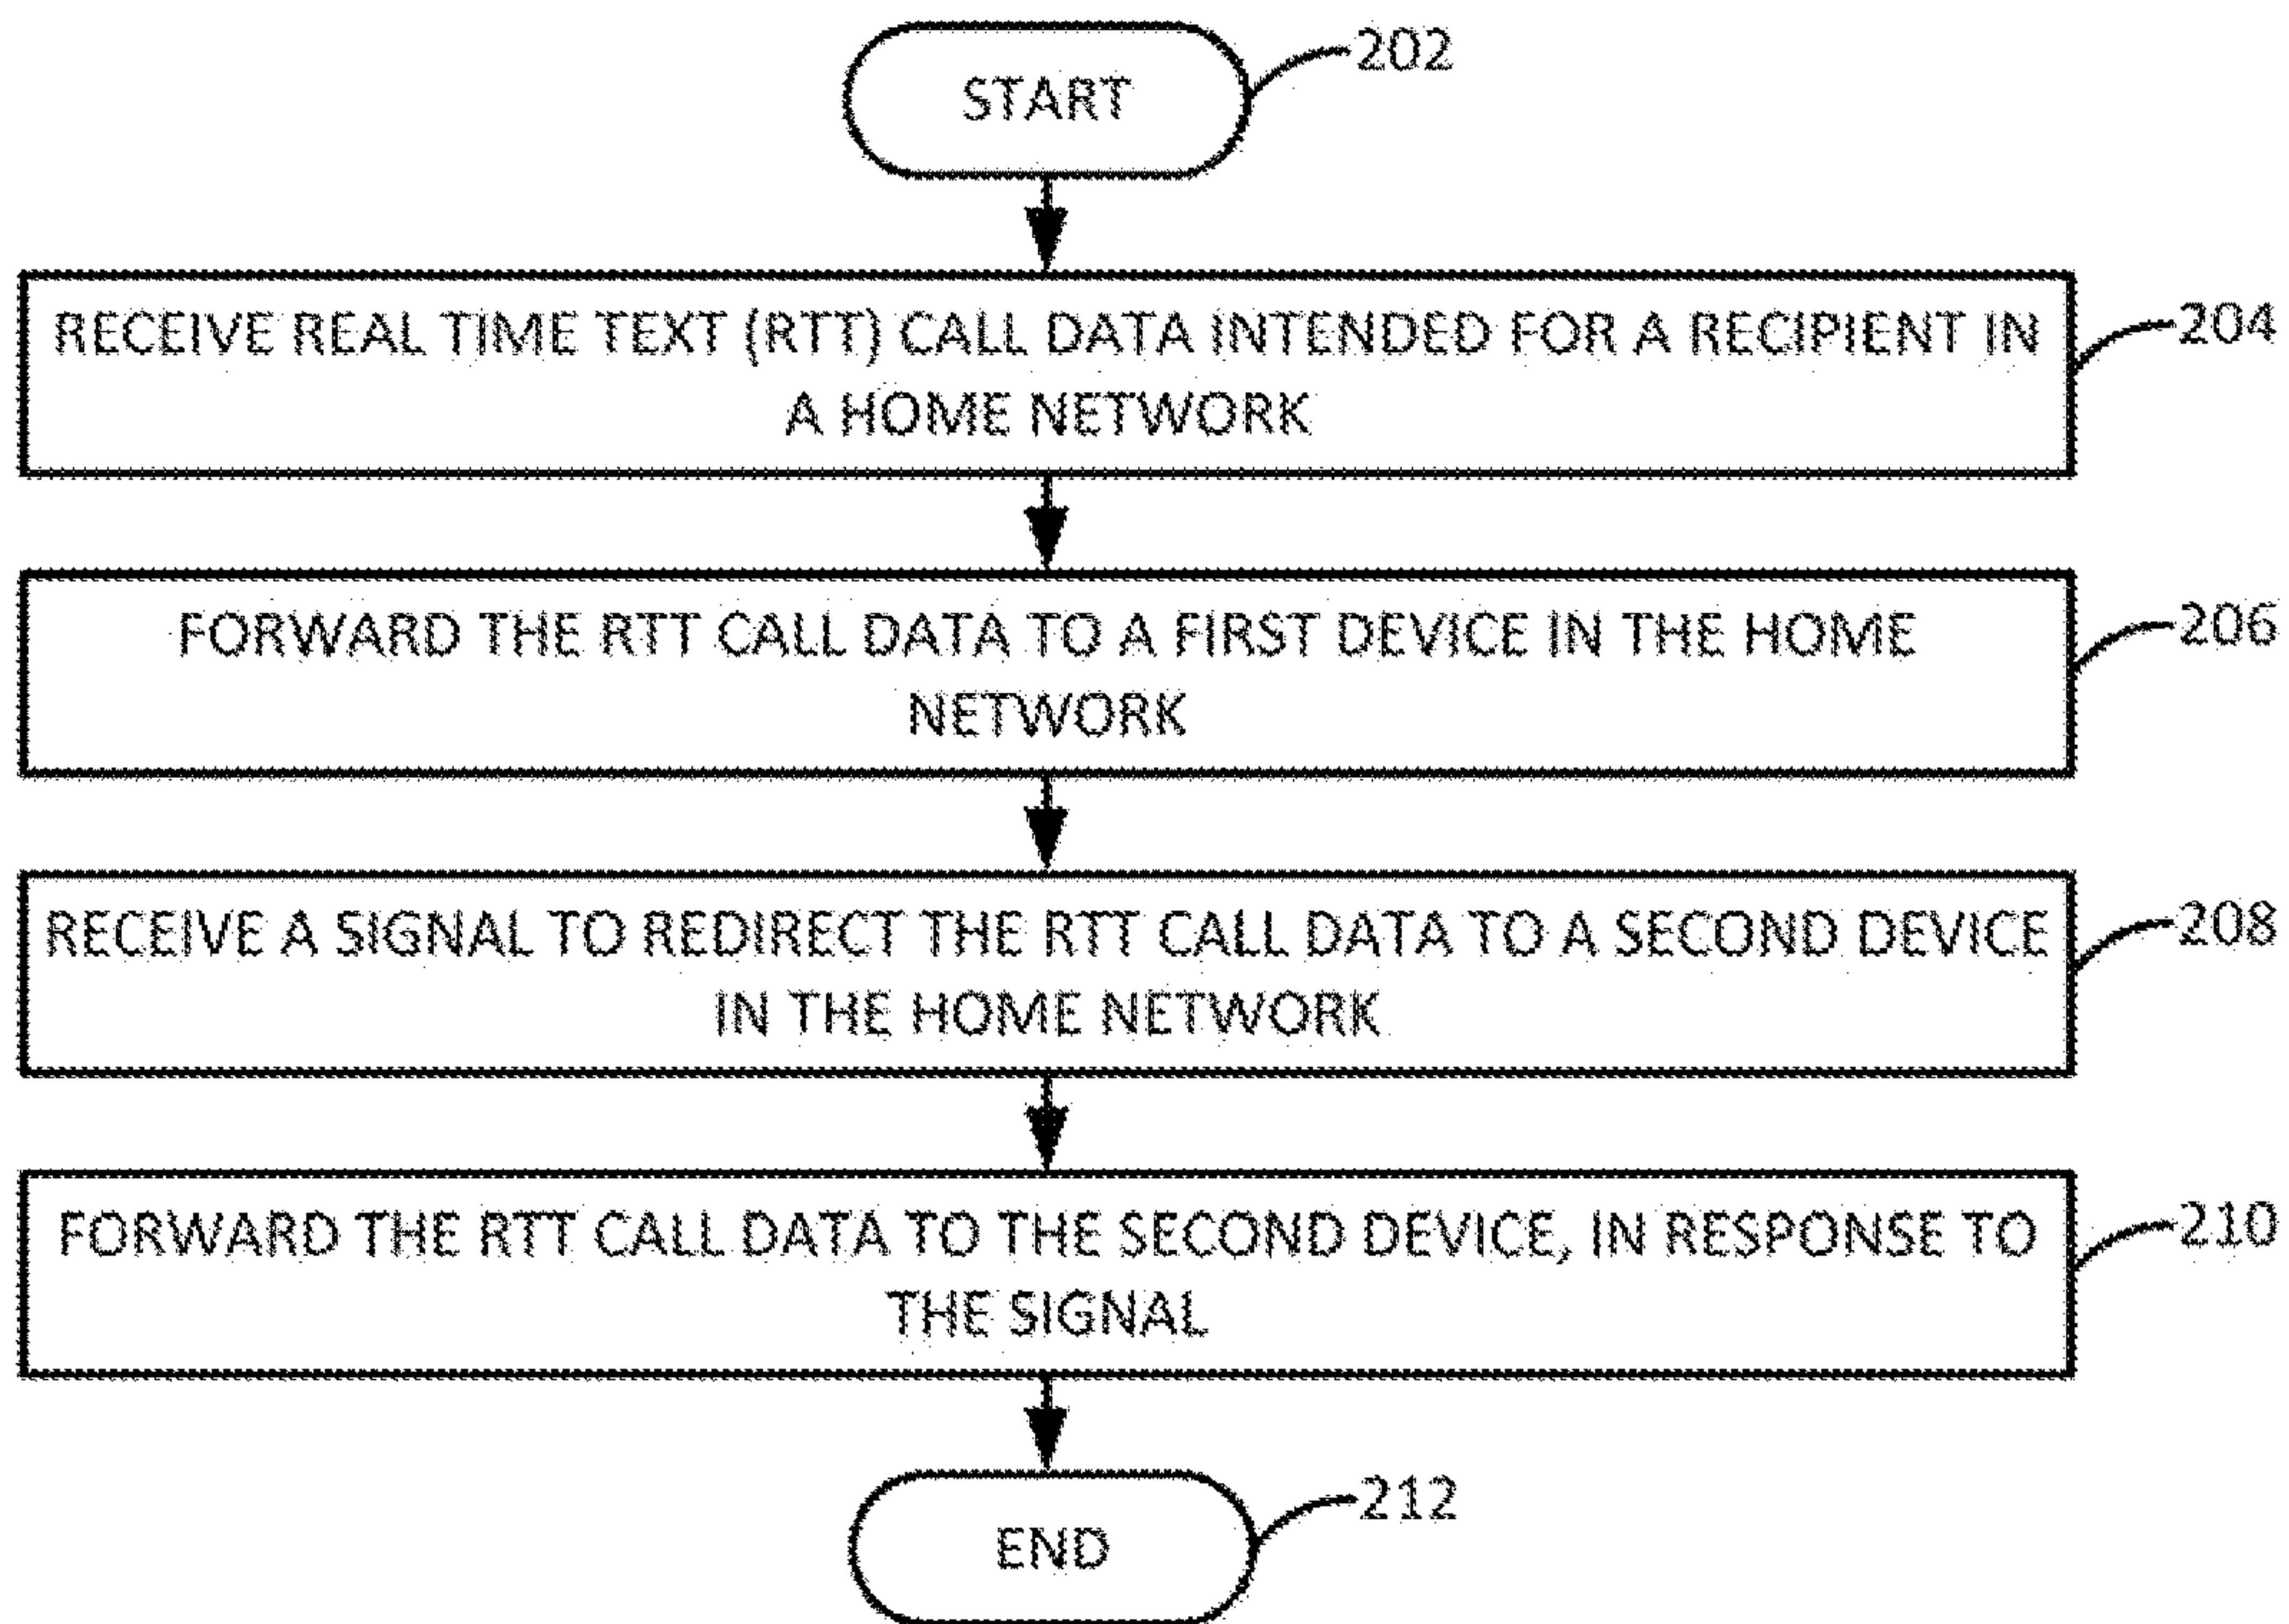 START
202
RECEIVE REAL TIME TEXT (RTT) CALL DATA INTENDED FOR A RECIPIENT IN
A HOME NETWORK
204
FORWARD THE RTT CALL DATA TO A FIRST DEVICE IN THE HOME
NETWORK
206
RECEIVE A SIGNAL TO REDIRECT THE RTT CALL DATA TO A SECOND DEVICE
IN THE HOME NETWORK
208
FORWARD THE RTT CALL DATA TO THE SECOND DEVICE, IN RESPONSE TO
THE SIGNAL
210
END
212